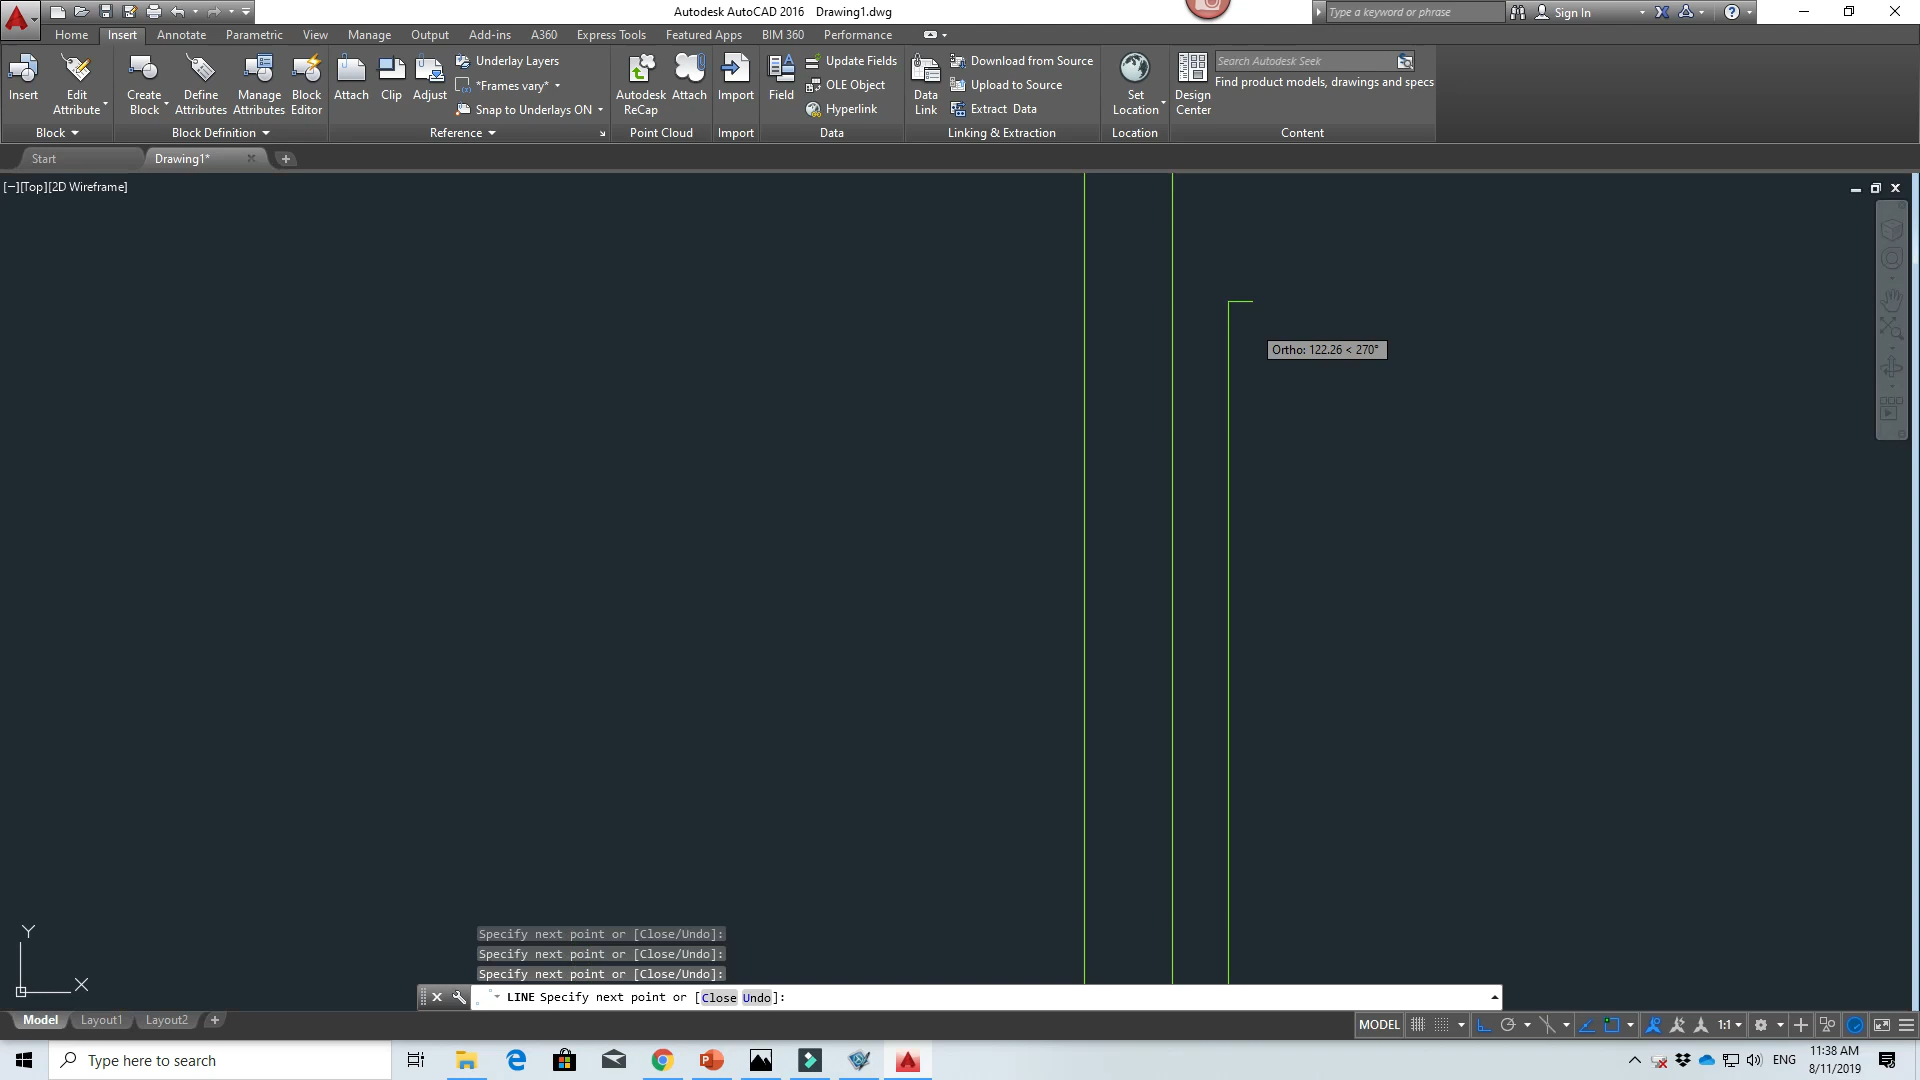 Autodesk AutoCAD 2016 Drawing1.dwg
Type a keyword or phrase
Sign In
Home Insert Annotate Parametric View Manage Output Add-ins A360 Express Tools Featured Apps BIM 360 Performance
Insert
Edit
Attribute
Block
Create
Block
Define
Attributes
Manage
Attributes
Block
Editor
Block Definition
Attach
Clip
Adjust
Underlay Layers
*Frames vary*
Snap to Underlays ON
Reference
Autodesk
ReCap
Attach
Point Cloud
Import
Import
Field
Update Fields
OLE Object
Hyperlink
Data
Data
Link
Download from Source
Upload to Source
Extract Data
Linking & Extraction
Set
Location
Location
Design
Center
Search Autodesk Seek
Find product models, drawings and specs
Content
Start
Drawing1*
[−][Top][2D Wireframe]
Ortho: 122.26 < 270°
Y
X
Specify next point or [Close/Undo]:
Specify next point or [Close/Undo]:
Specify next point or [Close/Undo]:
LINE Specify next point or [Close Undo]:
Model Layout1 Layout2
MODEL
1:1
Type here to search
ENG
11:38 AM
8/11/2019